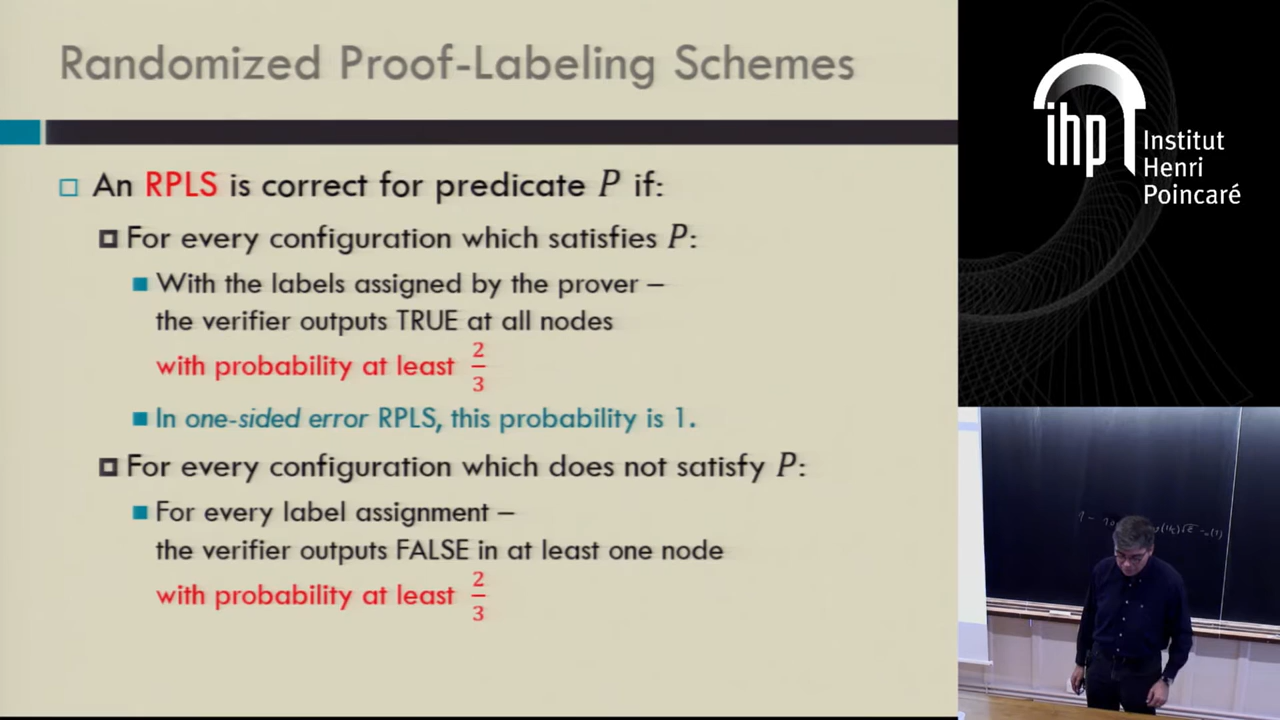 Randomized Proof-Labeling Schemes
An RPLS is correct for predicate P if:
For every configuration which satisfies P:
With the labels assigned by the prover –
the verifier outputs TRUE at all nodes
with probability at least 2/3
In one-sided error RPLS, this probability is 1.
For every configuration which does not satisfy P:
For every label assignment –
the verifier outputs FALSE in at least one node
with probability at least 2/3
ihp
Institut
Henri
Poincaré